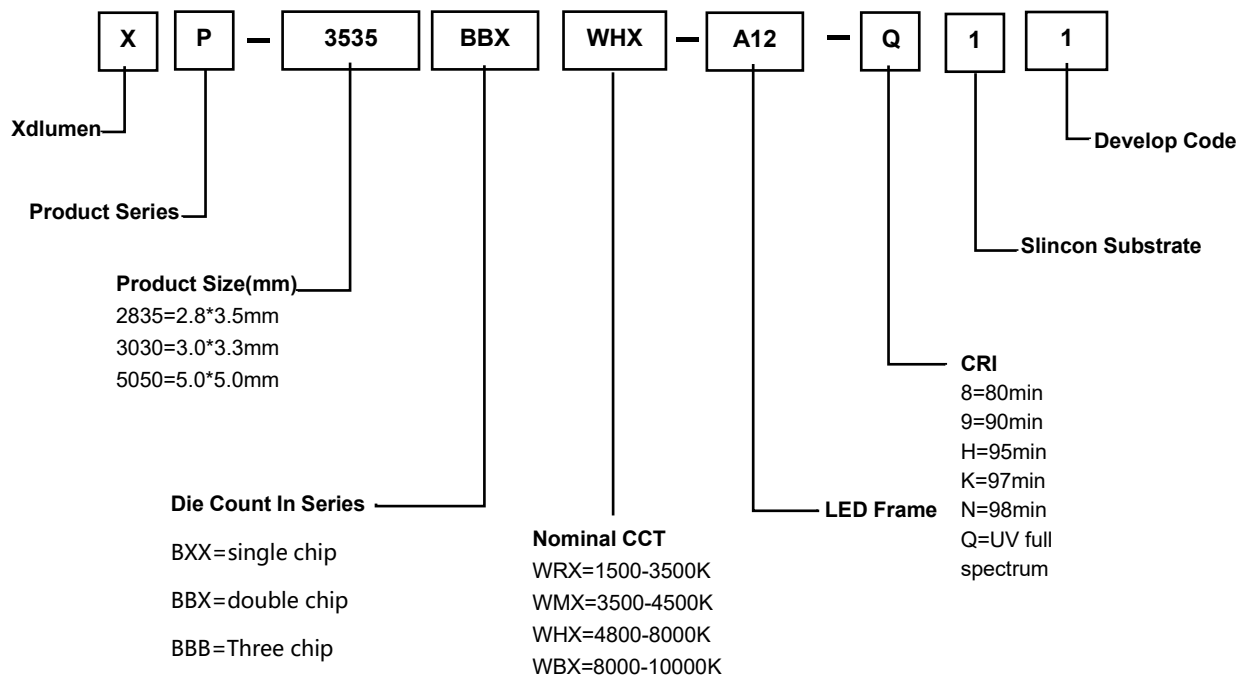 X P — 3535 BBX WHX — A12 — Q 1 1
Xdlumen
Develop Code
Product Series
Slincon Substrate
Product Size(mm)
2835=2.8*3.5mm
3030=3.0*3.3mm
5050=5.0*5.0mm
CRI
8=80min
9=90min
H=95min
K=97min
N=98min
Q=UV full
spectrum
Die Count In Series
BXX=single chip
BBX=double chip
BBB=Three chip
LED Frame
Nominal CCT
WRX=1500-3500K
WMX=3500-4500K
WHX=4800-8000K
WBX=8000-10000K